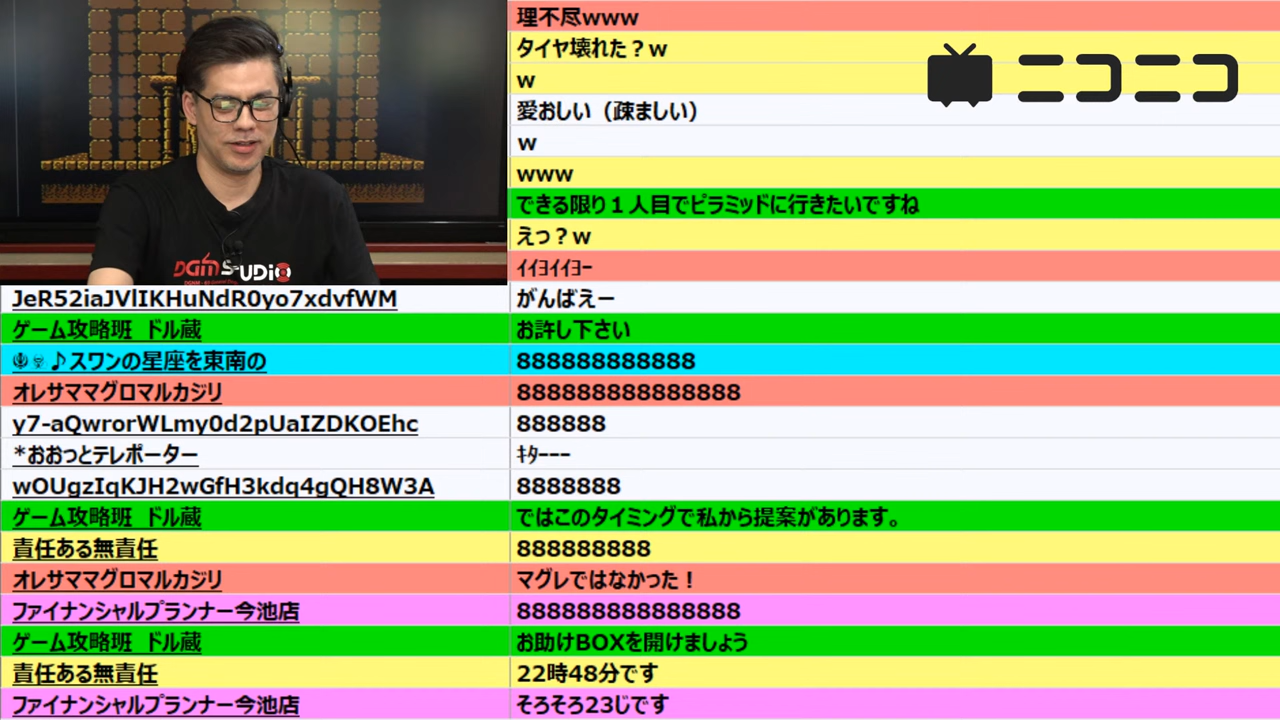 理不尽www
タイヤ壊れた？w
w
ニコニコ
愛おしい（疎ましい）
w
www
できる限り１人目でピラミッドに行きたいですね
えっ？w
ｲｲﾖｲｲﾖｰ
DGM STUDiO
JeR52iaJVlIKHuNdR0yo7xdvfWM がんばえー
ゲーム攻略班　ドル蔵 お許し下さい
♪スワンの星座を東南の 888888888888
オレサママグロマルカジリ 888888888888888
y7-aQwrorWLmy0d2pUaIZDKOEhc 888888
*おおっとテレポーター ｷﾀｰｰｰ
wOUgzIqKJH2wGfH3kdq4gQH8W3A 8888888
ゲーム攻略班　ドル蔵 ではこのタイミングで私から提案があります。
責任ある無責任 888888888
オレサママグロマルカジリ マグレではなかった！
ファイナンシャルプランナー今池店 888888888888888
ゲーム攻略班　ドル蔵 お助けBOXを開けましょう
責任ある無責任 22時48分です
ファイナンシャルプランナー今池店 そろそろ23じです